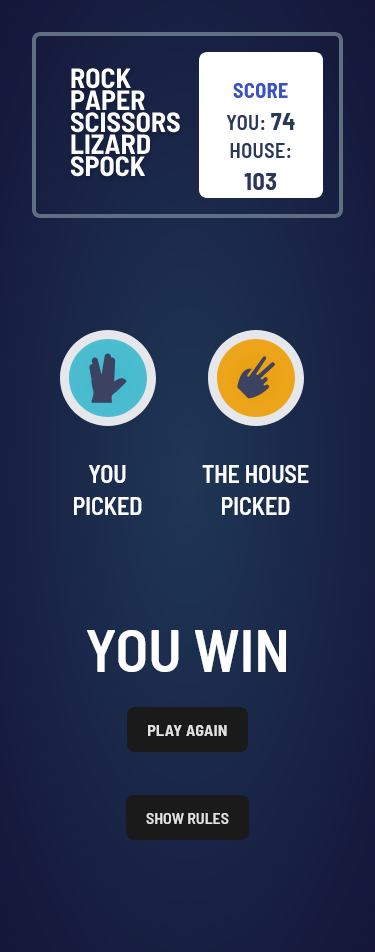 ROCK
PAPER
SCISSORS
LIZARD
SPOCK
SCORE
YOU: 74
HOUSE:
103
YOU
PICKED
THE HOUSE
PICKED
YOU WIN
PLAY AGAIN
SHOW RULES